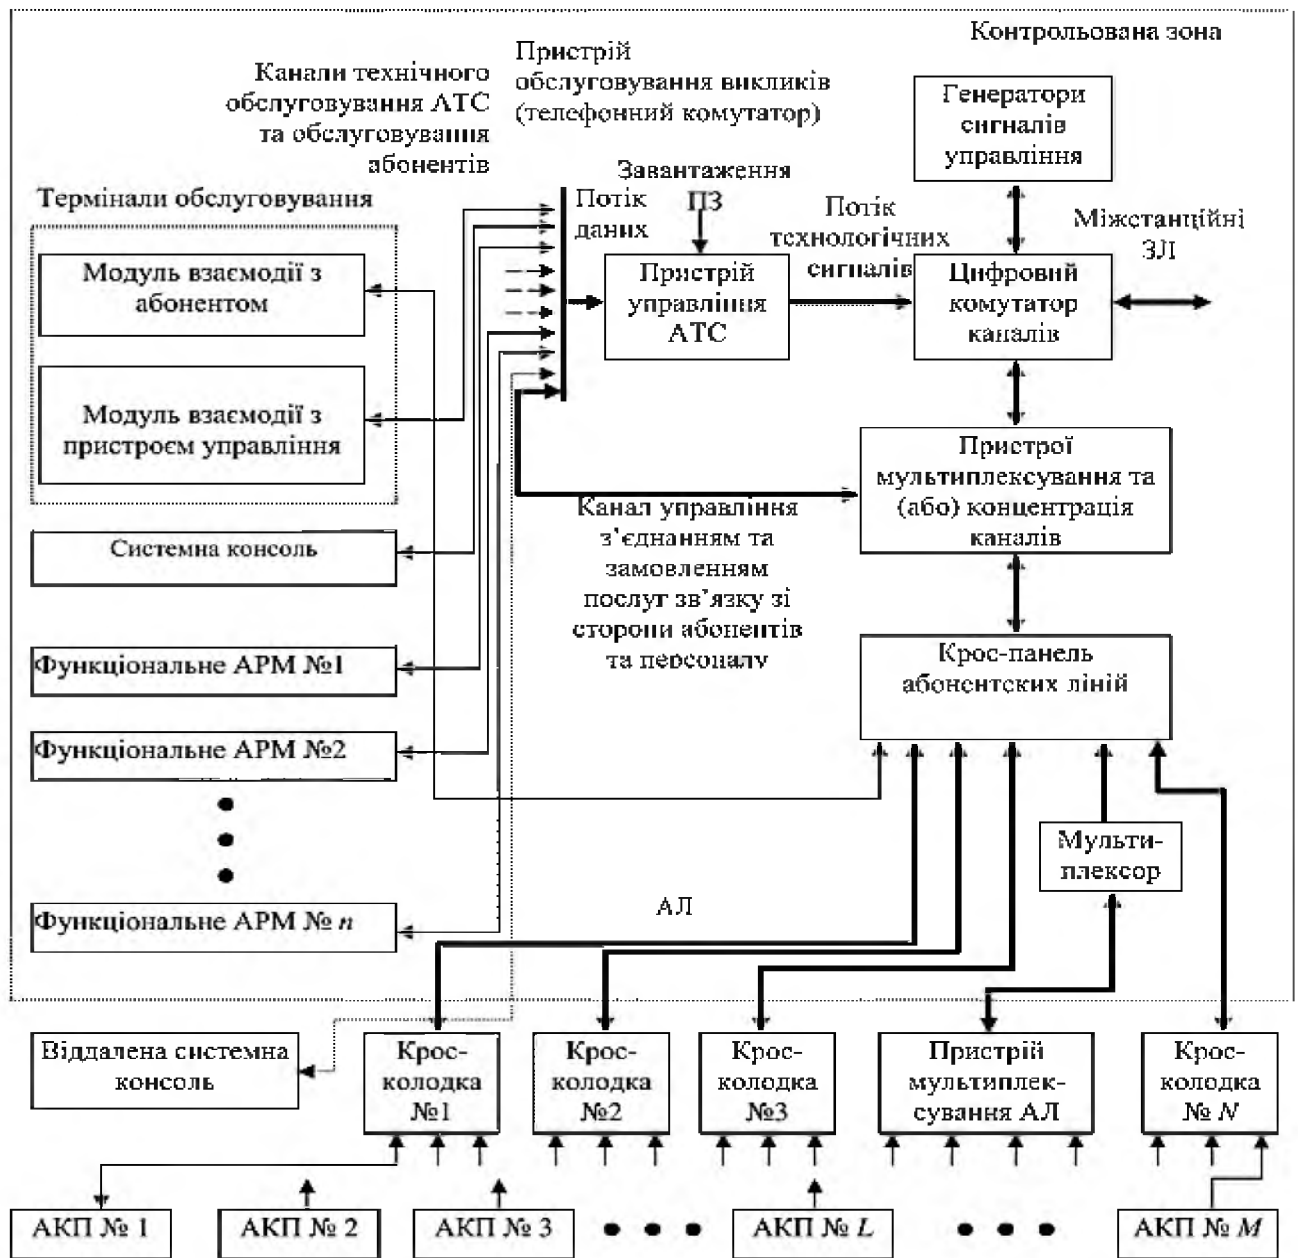 Контрольована зона
Канали технічного
обслуговування АТС
та обслуговування
абонентів
Пристрій
обслуговування викликів
(телефонний комутатор)
Генератори
сигналів
управління
Термінали обслуговування
Потік
даних
Завантаження
ПЗ
Потік
технологічних
сигналів
Міжстанційні
ЗЛ
Модуль взаємодії з
абонентом
Пристрій
управління
АТС
Цифровий
комутатор
каналів
Модуль взаємодії з
пристроєм управління
Пристрої
мультиплексування та
(або) концентрація
каналів
Системна консоль
Канал управління
з’єднанням та
замовленням
послуг зв’язку зі
сторони абонентів
та персоналу
Функціональне АРМ №1
Крос-панель
абонентских ліній
Функціональне АРМ №2
Мульти-
плексор
Функціональне АРМ № n
АЛ
Віддалена системна
консоль
Крос-
колодка
№1
Крос-
колодка
№2
Крос-
колодка
№3
Пристрій
мультиплек-
сування АЛ
Крос-
колодка
№ N
АКП № 1
АКП № 2
АКП № 3
АКП № L
АКП № M